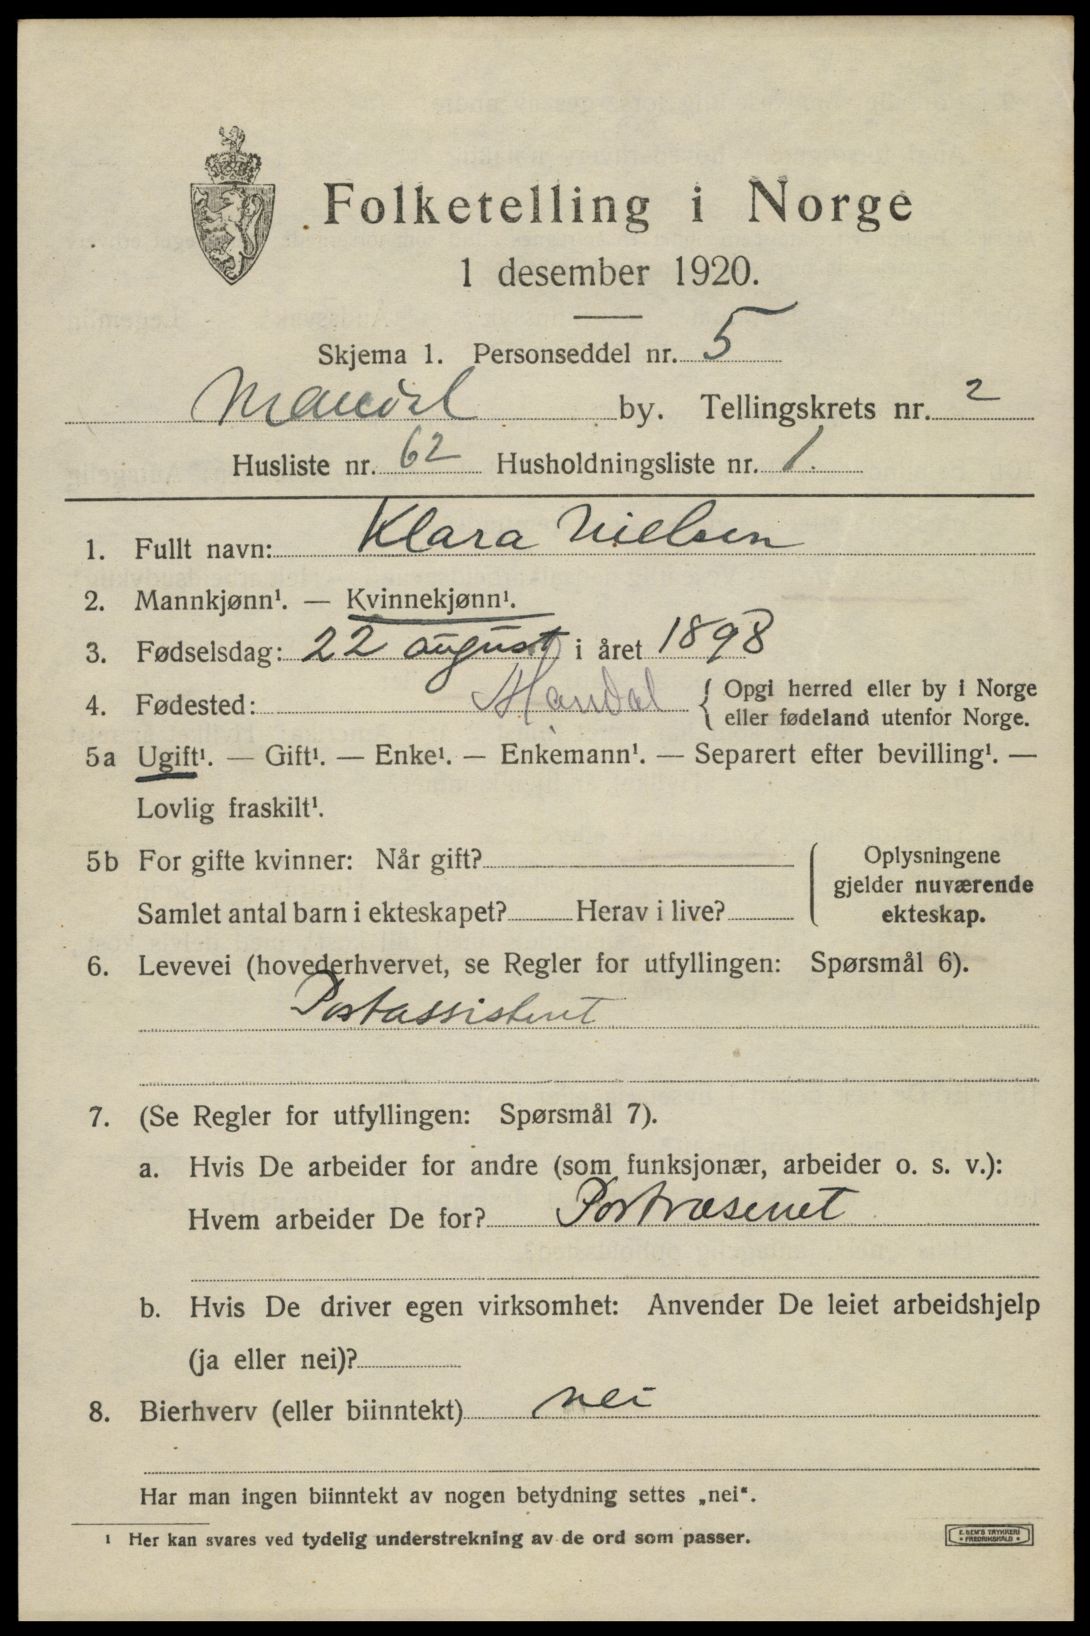 Folketelling i Norge
1 desember 1920.
Skjema 1. Personseddel nr. 5
Mandal by. Tellingskrets nr. 2
Husliste nr. 62 Husholdningsliste nr. 1.
1. Fullt navn: Klara Nielsen
2. Mannkjønn¹. — Kvinnekjønn¹.
3. Fødselsdag: 22 august i året 1898
4. Fødested: Mandal { Opgi herred eller by i Norge
eller fødeland utenfor Norge.
5a Ugift¹. — Gift¹. — Enke¹. — Enkemann¹. — Separert efter bevilling¹. —
Lovlig fraskilt¹.
5b For gifte kvinner: Når gift? ( Oplysningene
gjelder nuværende
Samlet antal barn i ekteskapet? Herav i live? ekteskap.
6. Levevei (hovederhvervet, se Regler for utfyllingen: Spørsmål 6).
Postassistent
7. (Se Regler for utfyllingen: Spørsmål 7).
a. Hvis De arbeider for andre (som funksjonær, arbeider o. s. v.):
Hvem arbeider De for? Postvæsenet
b. Hvis De driver egen virksomhet: Anvender De leiet arbeidshjelp
(ja eller nei)?
8. Bierhverv (eller biinntekt) nei
Har man ingen biinntekt av nogen betydning settes „nei".
¹ Her kan svares ved tydelig understrekning av de ord som passer.
E. SEM'S TRYKKERI
• FREDRIKSHALD •